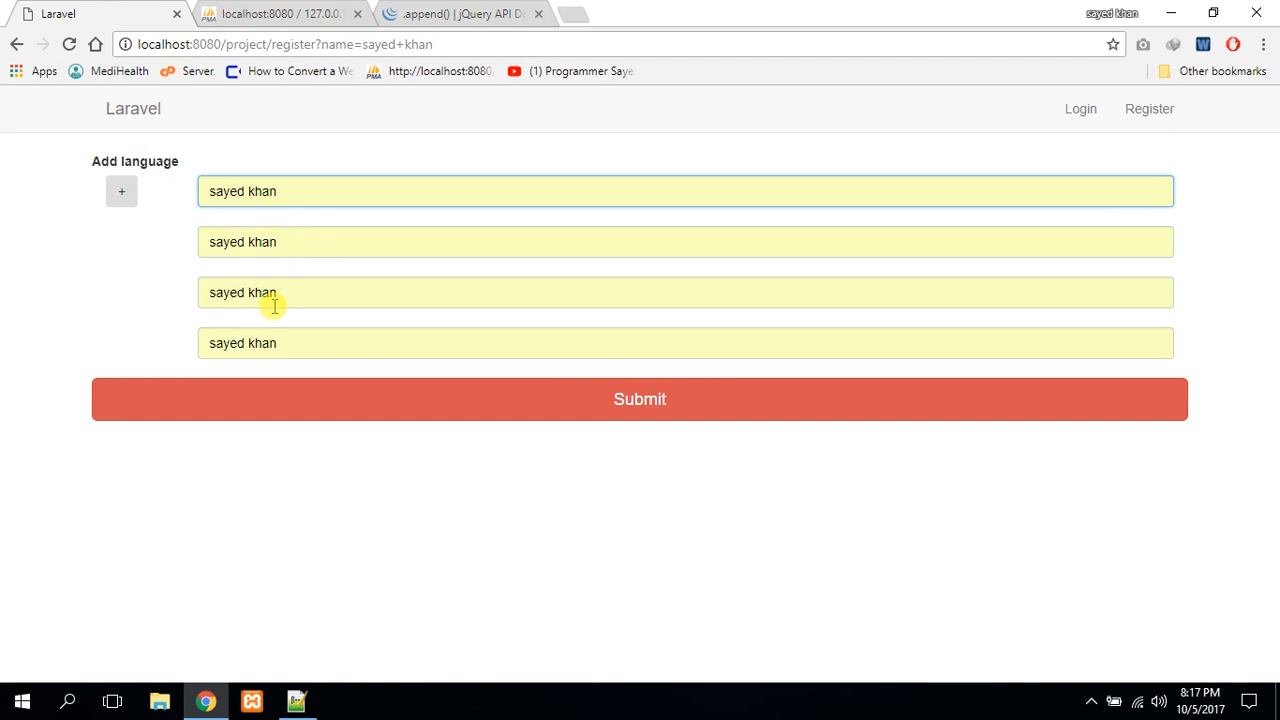 Laravel
localhost:8080 / 127.0.0.1
.append() | jQuery API Do
sayed khan
localhost:8080/project/register?name=sayed+khan
Apps
MediHealth
Server
How to Convert a We
http://localhost:8080
(1) Programmer Saye
Other bookmarks
Laravel
Login
Register
Add language
+
sayed khan
sayed khan
sayed khan
sayed khan
Submit
8:17 PM
10/5/2017